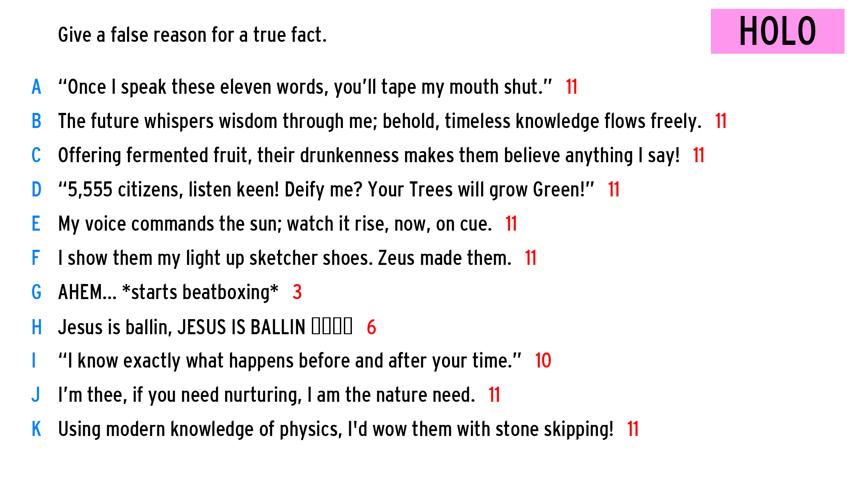 Give a false reason for a true fact.
HOLO
A “Once I speak these eleven words, you’ll tape my mouth shut.” 11
B The future whispers wisdom through me; behold, timeless knowledge flows freely. 11
C Offering fermented fruit, their drunkenness makes them believe anything I say! 11
D “5,555 citizens, listen keen! Deify me? Your Trees will grow Green!” 11
E My voice commands the sun; watch it rise, now, on cue. 11
F I show them my light up sketcher shoes. Zeus made them. 11
G AHEM... *starts beatboxing* 3
H Jesus is ballin, JESUS IS BALLIN 6
I “I know exactly what happens before and after your time.” 10
J I’m thee, if you need nurturing, I am the nature need. 11
K Using modern knowledge of physics, I'd wow them with stone skipping! 11